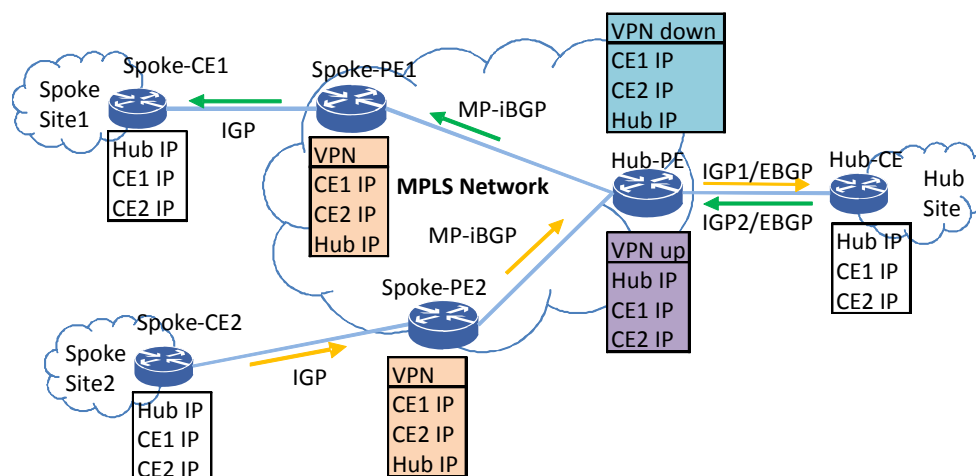 VPN down
CE1 IP
CE2 IP
Hub IP
Spoke-CE1
Spoke-PE1
Spoke
Site1
IGP
MP-iBGP
Hub IP
CE1 IP
CE2 IP
VPN
CE1 IP
CE2 IP
Hub IP
MPLS Network
Hub-PE
IGP1/EBGP
IGP2/EBGP
Hub-CE
Hub
Site
MP-iBGP
VPN up
Hub IP
CE1 IP
CE2 IP
Hub IP
CE1 IP
CE2 IP
Spoke-PE2
Spoke-CE2
Spoke
Site2
IGP
Hub IP
CE1 IP
CE2 IP
VPN
CE1 IP
CE2 IP
Hub IP